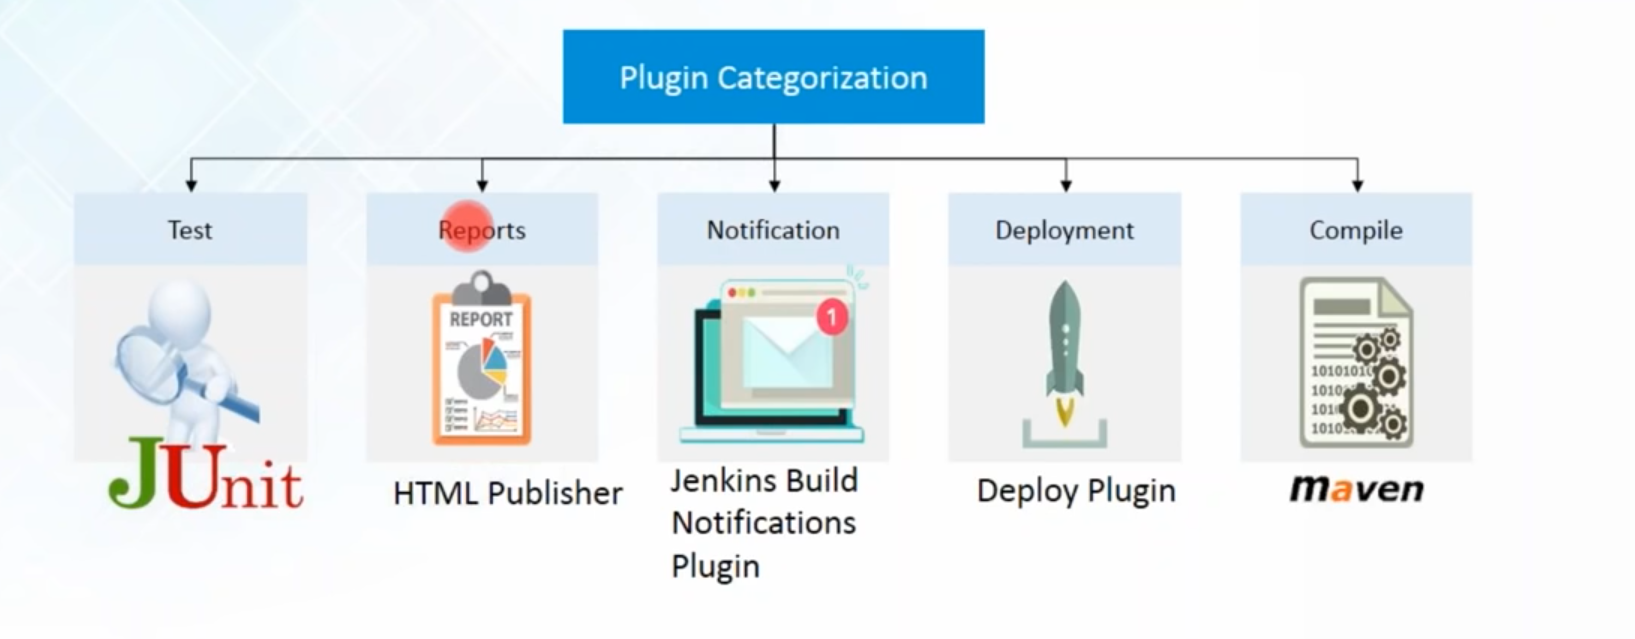 Plugin Categorization
Test
Reports
Notification
Deployment
Compile
REPORT
1
10101010
1010
101
1010
JUnit
HTML Publisher
Jenkins Build
Notifications
Plugin
Deploy Plugin
maven